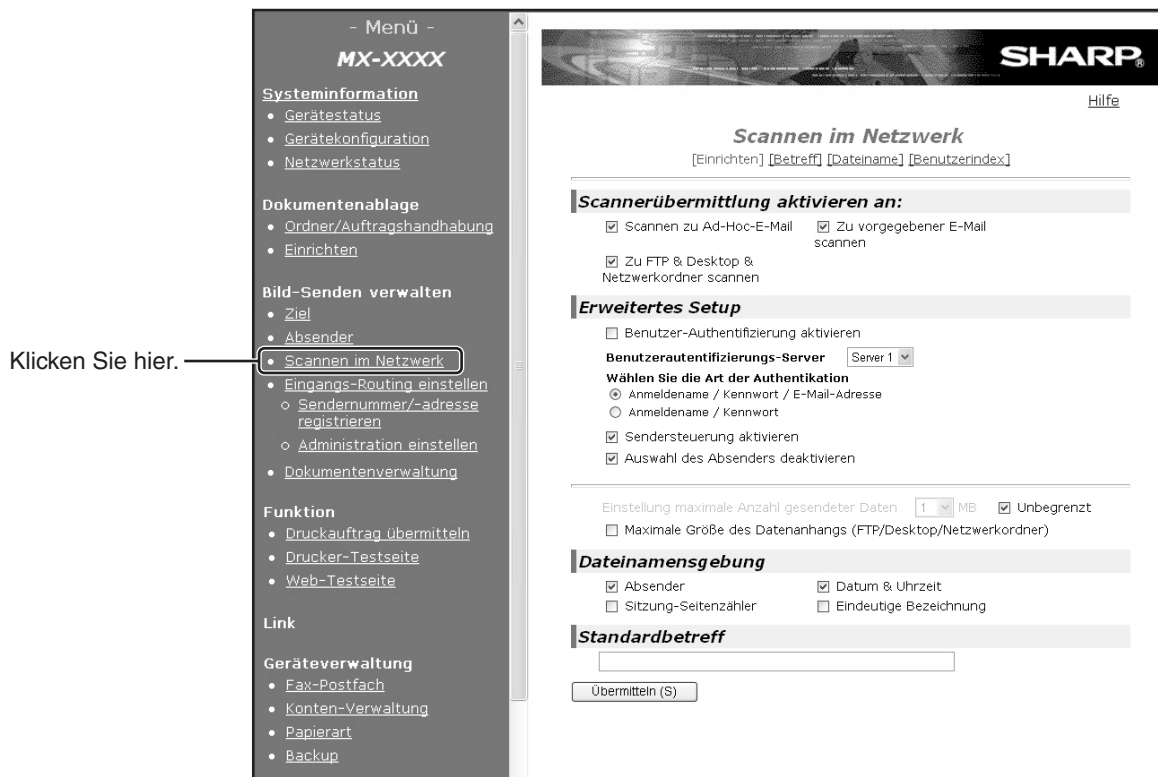 Klicken Sie hier.
- Menü -
MX-XXXX
Systeminformation
Gerätestatus
Gerätekonfiguration
Netzwerkstatus
Dokumentenablage
Ordner/Auftragshandhabung
Einrichten
Bild-Senden verwalten
Ziel
Absender
Scannen im Netzwerk
Eingangs-Routing einstellen
Sendernummer/-adresse
registrieren
Administration einstellen
Dokumentenverwaltung
Funktion
Druckauftrag übermitteln
Drucker-Testseite
Web-Testseite
Link
Geräteverwaltung
Fax-Postfach
Konten-Verwaltung
Papierart
Backup
SHARP®
Hilfe
Scannen im Netzwerk
[Einrichten] [Betreff] [Dateiname] [Benutzerindex]
Scannerübermittlung aktivieren an:
Scannen zu Ad-Hoc-E-Mail
Zu vorgegebener E-Mail
scannen
Zu FTP & Desktop &
Netzwerkordner scannen
Erweitertes Setup
Benutzer-Authentifizierung aktivieren
Benutzerautentifizierungs-Server Server 1
Wählen Sie die Art der Authentikation
Anmeldename / Kennwort / E-Mail-Adresse
Anmeldename / Kennwort
Sendersteuerung aktivieren
Auswahl des Absenders deaktivieren
Einstellung maximale Anzahl gesendeter Daten 1 MB Unbegrenzt
Maximale Größe des Datenanhangs (FTP/Desktop/Netzwerkordner)
Dateinamensgebung
Absender Datum & Uhrzeit
Sitzung-Seitenzähler Eindeutige Bezeichnung
Standardbetreff
Übermitteln (S)